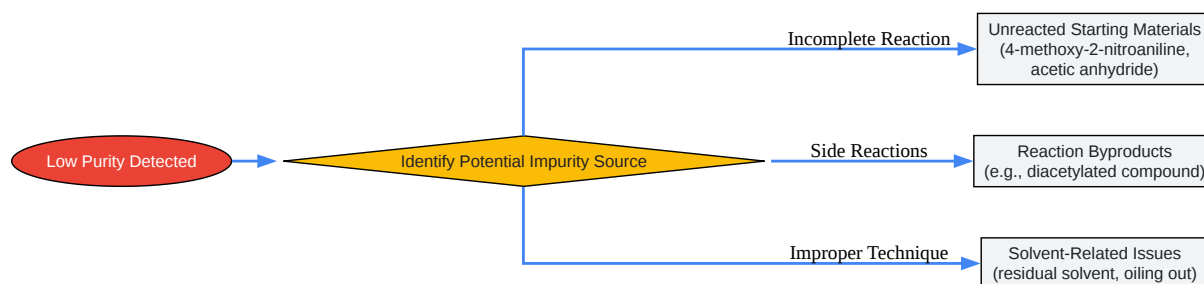 Incomplete Reaction
Unreacted Starting Materials
(4-methoxy-2-nitroaniline,
acetic anhydride)
Low Purity Detected
Identify Potential Impurity Source
Side Reactions
Reaction Byproducts
(e.g., diacetylated compound)
Improper Technique
Solvent-Related Issues
(residual solvent, oiling out)